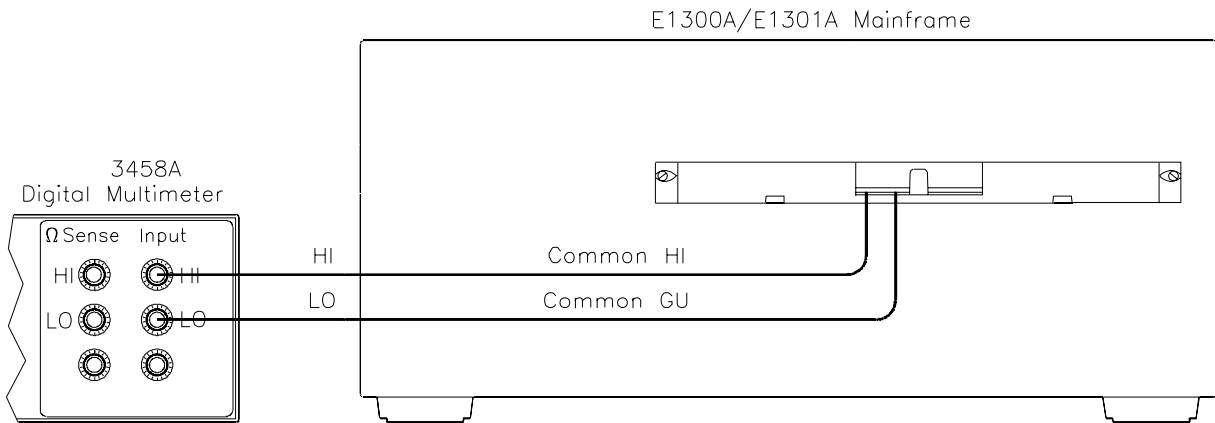 E1300A/E1301A Mainframe
3458A
Digital Multimeter
Ω Sense Input
HI HI
LO LO
HI Common HI
LO Common GU